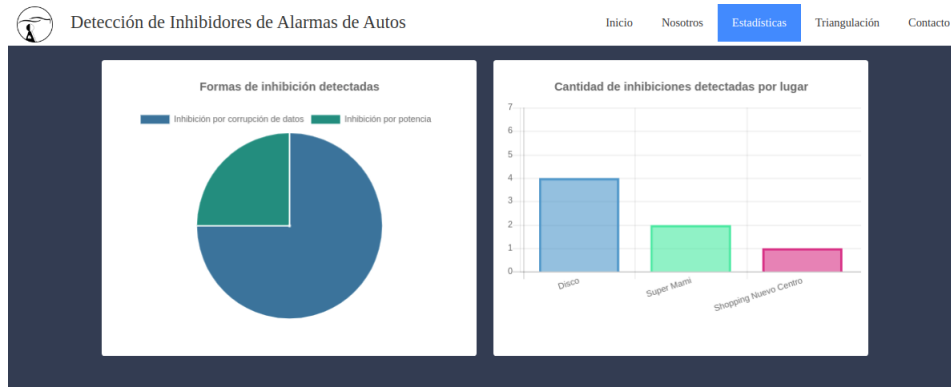 Detección de Inhibidores de Alarmas de Autos
Inicio Nosotros Estadísticas Triangulación Contacto
Formas de inhibición detectadas
Inhibición por corrupción de datos Inhibición por potencia
Cantidad de inhibiciones detectadas por lugar
7
6
5
4
3
2
1
0
Disco
Super Mami
Shopping Nuevo Centro